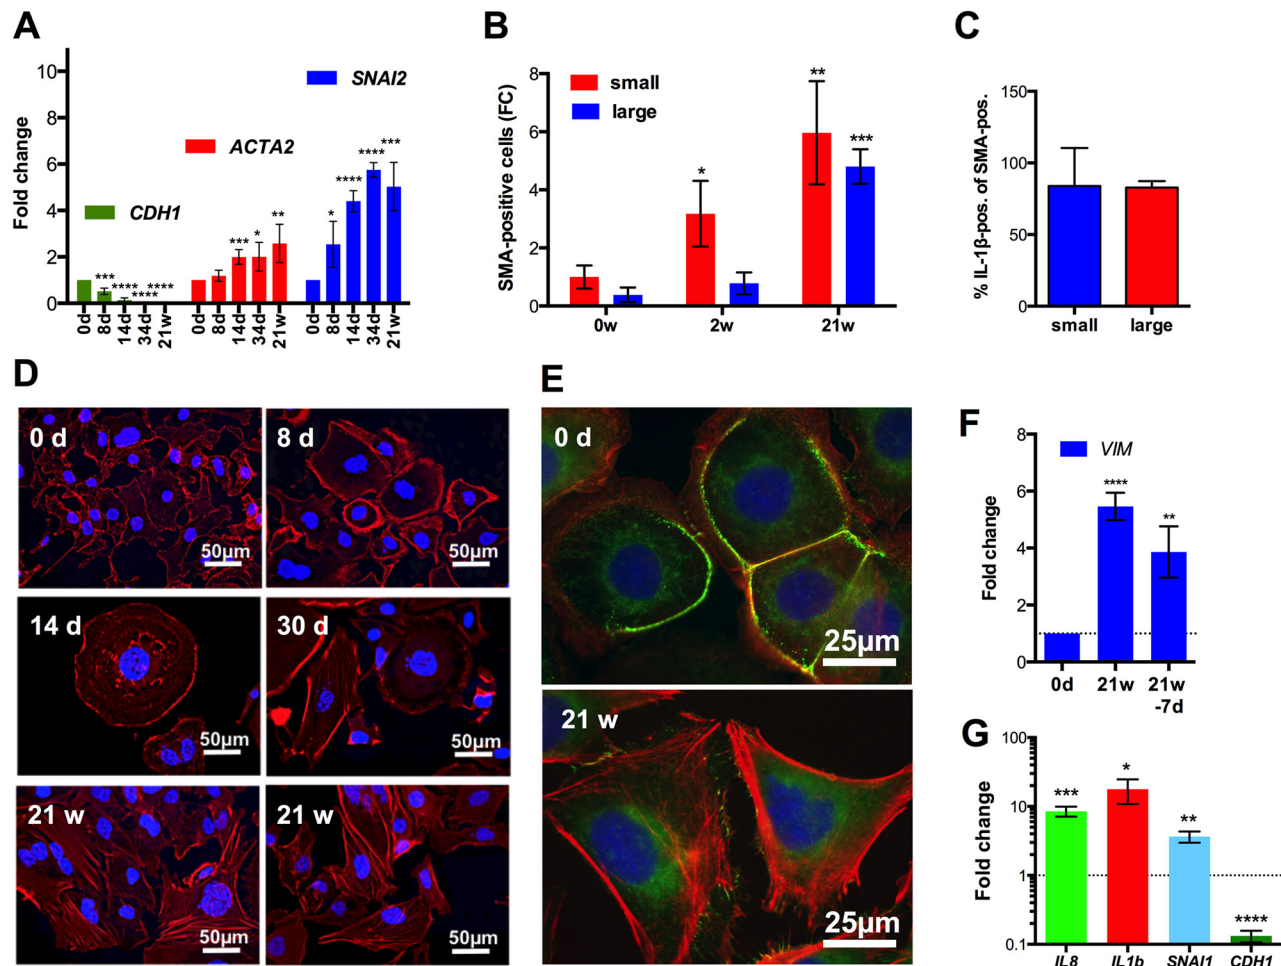 A
Fold change
10
8
6
4
2
0
CDH1
ACTA2
SNAI2
*** **** **** ****
*** * **
* **** **** ***
0d 8d 14d 34d 21w 0d 8d 14d 34d 21w 0d 8d 14d 34d 21w
B
SMA-positive cells (FC)
8
6
4
2
0
small
large
* ** ***
0w 2w 21w
C
% IL-1β-pos. of SMA-pos.
150
100
50
0
small large
D
0 d
50µm
8 d
50µm
14 d
50µm
30 d
50µm
21 w
50µm
21 w
50µm
E
0 d
25µm
21 w
25µm
F
Fold change
8
6
4
2
0
VIM
**** **
0d 21w 21w
-7d
G
Fold change
100
10
1
0.1
*** * ** ****
IL8 IL1b SNAI1 CDH1